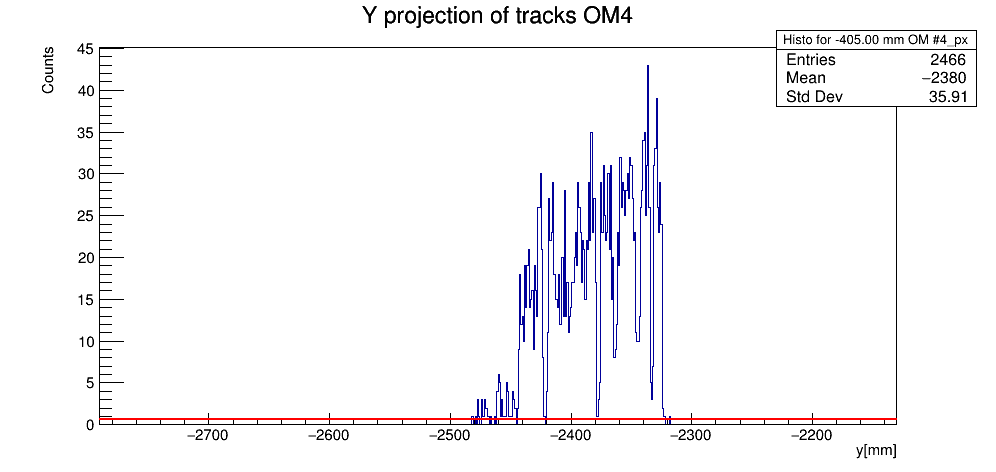 Y projection of tracks OM4
Histo for -405.00 mm OM #4_px
Entries 2466
Mean −2380
Std Dev 35.91
Counts
45
40
35
30
25
20
15
10
5
0
−2700 −2600 −2500 −2400 −2300 −2200
y[mm]